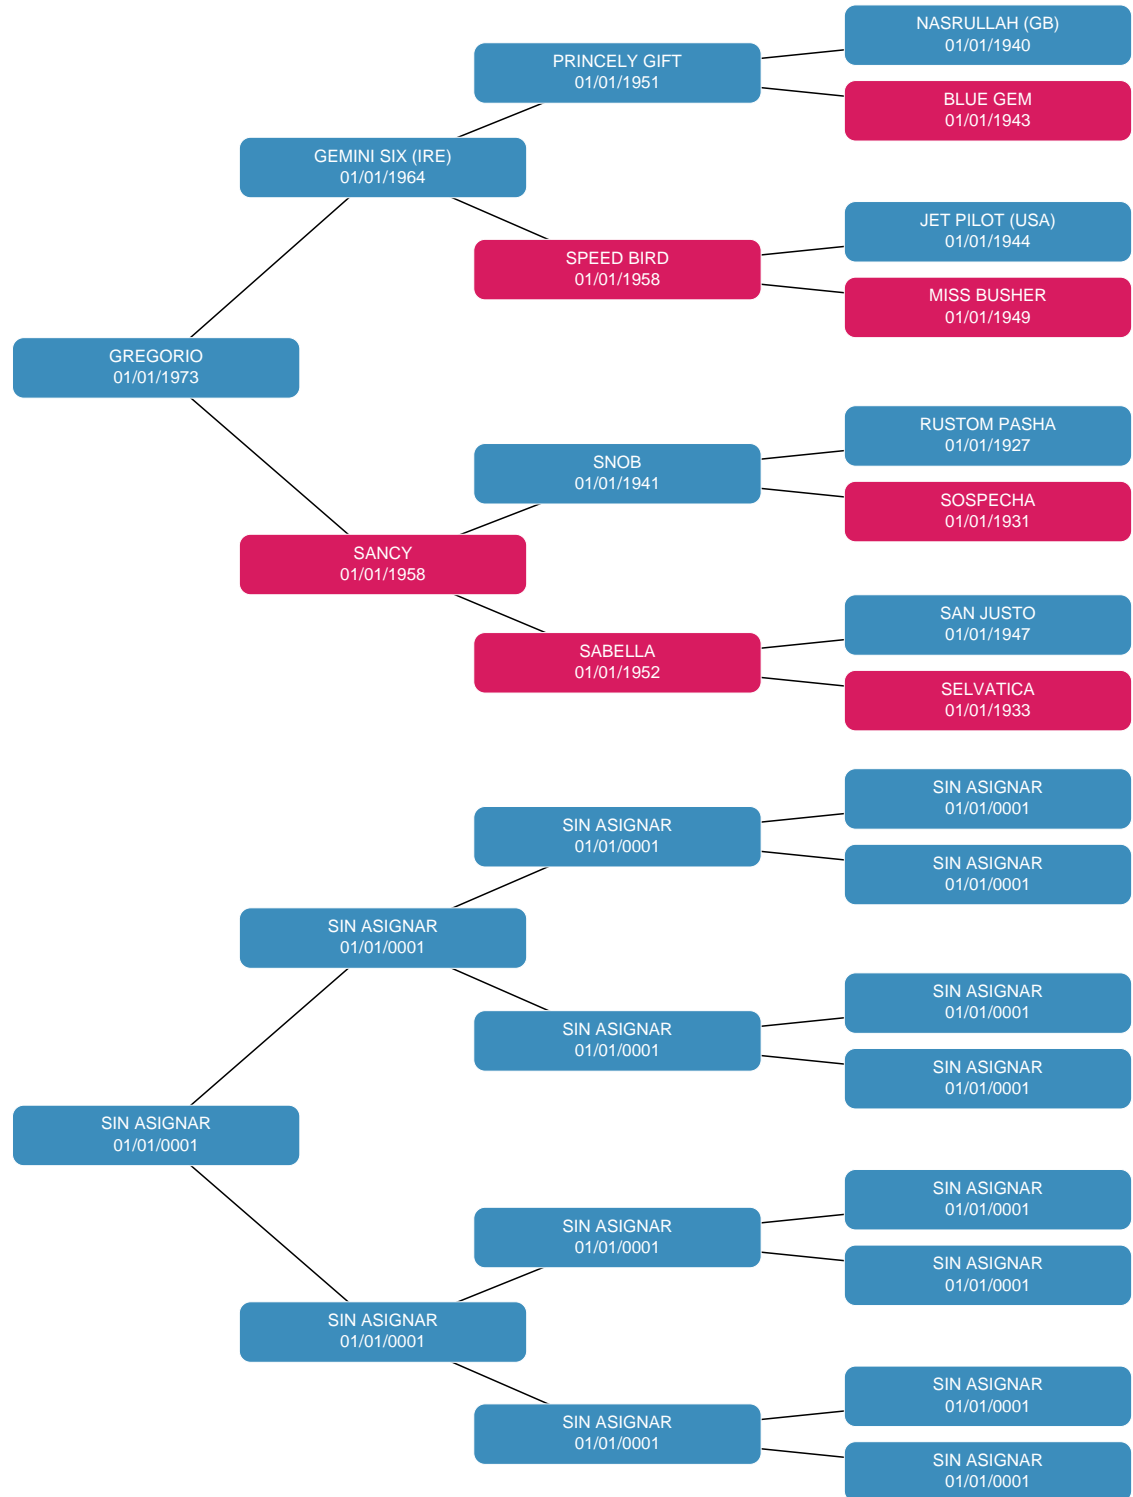 NASRULLAH (GB)
01/01/1940
PRINCELY GIFT
01/01/1951
BLUE GEM
01/01/1943
GEMINI SIX (IRE)
01/01/1964
JET PILOT (USA)
01/01/1944
SPEED BIRD
01/01/1958
MISS BUSHER
01/01/1949
GREGORIO
01/01/1973
RUSTOM PASHA
01/01/1927
SNOB
01/01/1941
SOSPECHA
01/01/1931
SANCY
01/01/1958
SAN JUSTO
01/01/1947
SABELLA
01/01/1952
SELVATICA
01/01/1933
SIN ASIGNAR
01/01/0001
SIN ASIGNAR
01/01/0001
SIN ASIGNAR
01/01/0001
SIN ASIGNAR
01/01/0001
SIN ASIGNAR
01/01/0001
SIN ASIGNAR
01/01/0001
SIN ASIGNAR
01/01/0001
SIN ASIGNAR
01/01/0001
SIN ASIGNAR
01/01/0001
SIN ASIGNAR
01/01/0001
SIN ASIGNAR
01/01/0001
SIN ASIGNAR
01/01/0001
SIN ASIGNAR
01/01/0001
SIN ASIGNAR
01/01/0001
SIN ASIGNAR
01/01/0001